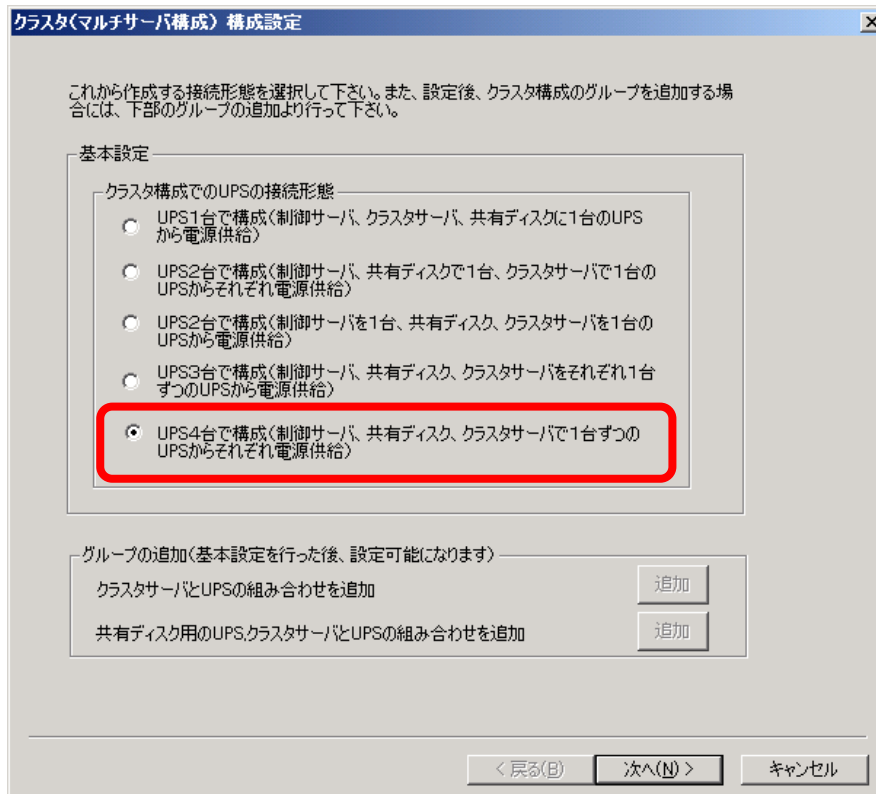 クラスタ(マルチサーバ構成) 構成設定
これから作成する接続形態を選択して下さい。また、設定後、クラスタ構成のグループを追加する場
合には、下部のグループの追加より行って下さい。
基本設定
クラスタ構成でのUPSの接続形態
UPS1台で構成(制御サーバ、クラスタサーバ、共有ディスクに1台のUPS
から電源供給)
UPS2台で構成(制御サーバ、共有ディスクで1台、クラスタサーバで1台の
UPSからそれぞれ電源供給)
UPS2台で構成(制御サーバを1台、共有ディスク、クラスタサーバを1台の
UPSから電源供給)
UPS3台で構成(制御サーバ、共有ディスク、クラスタサーバをそれぞれ1台
ずつのUPSから電源供給)
UPS4台で構成(制御サーバ、共有ディスク、クラスタサーバで1台ずつの
UPSからそれぞれ電源供給)
グループの追加(基本設定を行った後、設定可能になります)
クラスタサーバとUPSの組み合わせを追加
追加
共有ディスク用のUPS,クラスタサーバとUPSの組み合わせを追加
追加
< 戻る(B)
次へ(N) >
キャンセル